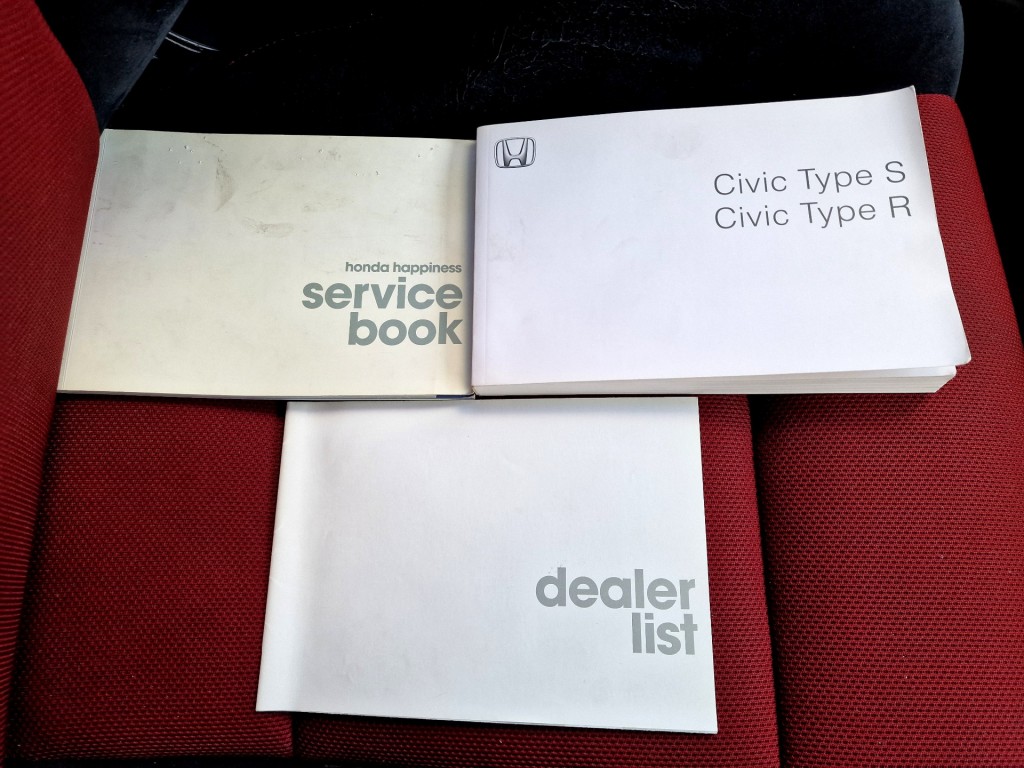 honda happiness
service
book
Civic Type S
Civic Type R
dealer
list